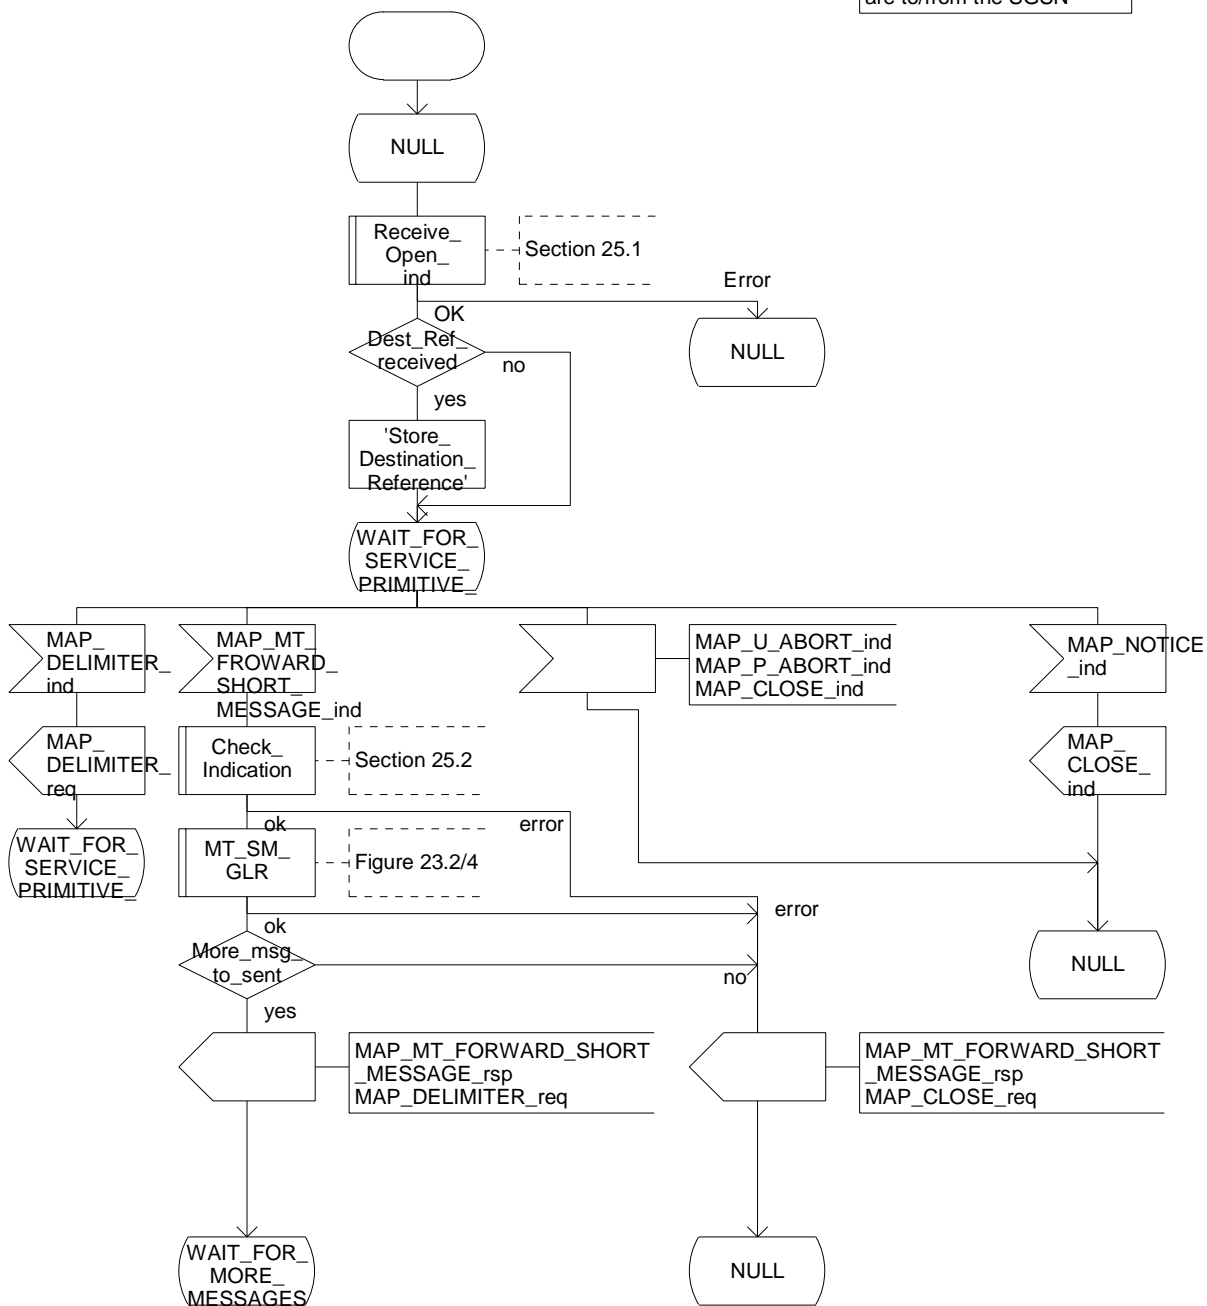 are to/from the SGSN
NULL
Receive_
Open_
ind
Section 25.1
Error
OK
Dest_Ref_
received
no
NULL
yes
'Store_
Destination_
Reference'
WAIT_FOR_
SERVICE_
PRIMITIVE_
MAP_
DELIMITER_
ind
MAP_MT_
FROWARD_
SHORT_
MESSAGE_ind
MAP_U_ABORT_ind
MAP_P_ABORT_ind
MAP_CLOSE_ind
MAP_NOTICE
_ind
MAP_
DELIMITER_
req
Check_
Indication
Section 25.2
MAP_
CLOSE_
ind
ok
error
WAIT_FOR_
SERVICE_
PRIMITIVE_
MT_SM_
GLR
Figure 23.2/4
error
ok
More_msg_
to_sent
no
NULL
yes
MAP_MT_FORWARD_SHORT
_MESSAGE_rsp
MAP_DELIMITER_req
MAP_MT_FORWARD_SHORT
_MESSAGE_rsp
MAP_CLOSE_req
WAIT_FOR_
MORE_
MESSAGES
NULL